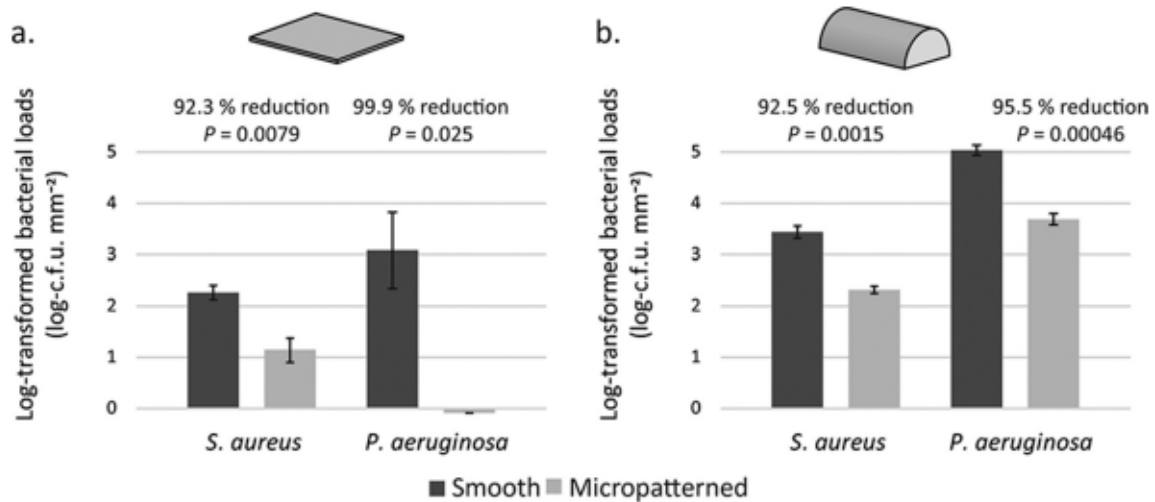 a.
92.3 % reduction
P = 0.0079
99.9 % reduction
P = 0.025
Log-transformed bacterial loads
(log-c.f.u. mm⁻²)
5
4
3
2
1
0
S. aureus
P. aeruginosa
b.
92.5 % reduction
P = 0.0015
95.5 % reduction
P = 0.00046
Log-transformed bacterial loads
(log-c.f.u. mm⁻²)
5
4
3
2
1
0
S. aureus
P. aeruginosa
Smooth Micropatterned